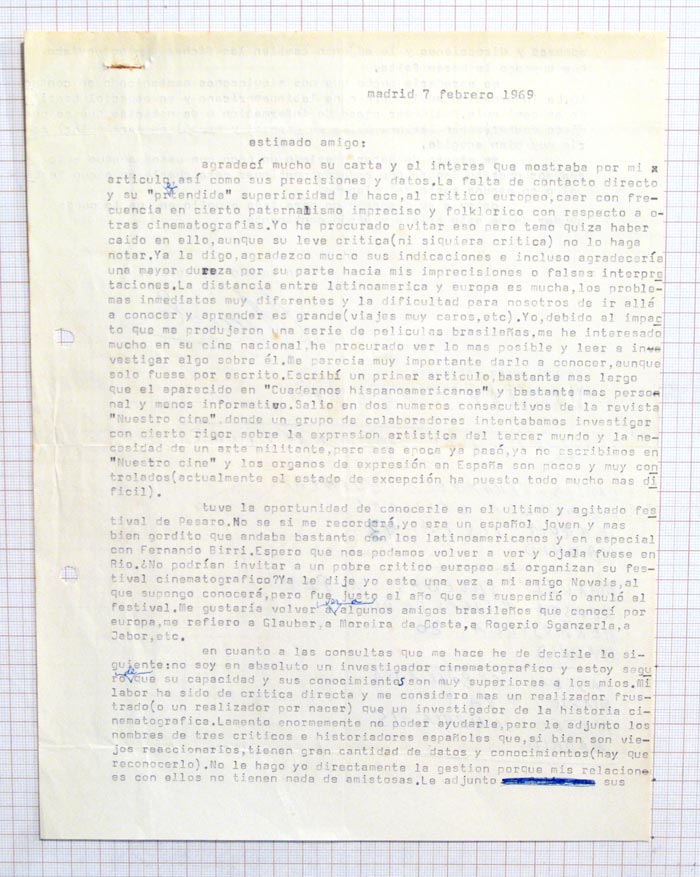 madrid 7 febrero 1969
estimado amigo:
agradecí mucho su carta y el interes que mostraba por mi x
articulo,así como sus precisiones y datos.La falta de contacto directo
y su "pretendida" superioridad le hace,al critico europeo,caer con fre-
cuencia en cierto paternalismo impreciso y folklorico con respecto a o-
tras cinematografias.Yo he procurado evitar eso pero temo quiza haber
caido en ello,aunque su leve critica(ni siquiera critica) no lo haga
notar.Ya le digo,agradezco mucho sus indicaciones e incluso agradecería
una mayor dureza por su parte hacia mis imprecisiones o falsas interpre
taciones.La distancia entre latinoamerica y europa es mucha,los proble-
mas inmediatos muy diferentes y la dificultad para nosotros de ir allá
a conocer y aprender es grande(viajes muy caros,etc).Yo,debido al impac
to que me produjeron una serie de peliculas brasileñas,me he interesado
mucho en su cine nacional,he procurado ver lo mas posible y leer e inve
vestigar algo sobre él.Me parecia muy importante darlo a conocer,aunque
solo fuese por escrito.Escribí un primer articulo,bastante mas largo
que el aparecido en "Cuadernos hispanoamericanos" y bastante mas perso
nal y menos informativo.Salio en dos numeros consecutivos de la revista
"Nuestro cine",donde un grupo de colaboradores intentabamos investigar
con cierto rigor sobre la expresion artistica del tercer mundo y la ne-
cesidad de un arte militante,pero esa epoca ya pasó,ya no escribimos en
"Nuestro cine" y los organos de expresión en España son pocos y muy con
trolados(actualmente el estado de excepción ha puesto todo mucho mas di
ficil).
tuve la oportunidad de conocerle en el ultimo y agitado fes
tival de Pesaro.No se si me recordará,yo era un español joven y mas
bien gordito que andaba bastante con los latinoamericanos y en especial
con Fernando Birri.Espero que nos podamos volver a ver y ojala fuese en
Rio.¿No podrían invitar a un pobre critico europeo si organizan su fes-
tival cinematografico?Ya le dije yo esto una vez a mi amigo Novais,al
que supongo conocerá,pero fue justo el año que se suspendió o anuló el
festival.Me gustaría volver a ver a algunos amigos brasileños que conocí por
europa,me refiero a Glauber,a Moreira da Costa,a Rogerio Sganzerla,a
Jabor,etc.
en cuanto a las consultas que me hace he de decirle lo si-
guiente:no soy en absoluto un investigador cinematografico y estoy segu
ro de que su capacidad y sus conocimientos son muy superiores a los mios.Mi
labor ha sido de critica directa y me considero mas un realizador frus-
trado(o un realizador por nacer) que un investigador de la historia ci-
nematografica.Lamento enormemente no poder ayudarle,pero le adjunto los
nombres de tres criticos e historiadores españoles que,si bien son vie-
jos reaccionarios,tienen gran cantidad de datos y conocimientos(hay que
reconocerlo).No le hago yo directamente la gestion porque mis relacion
es con ellos no tienen nada de amistosas.Le adjunto sus